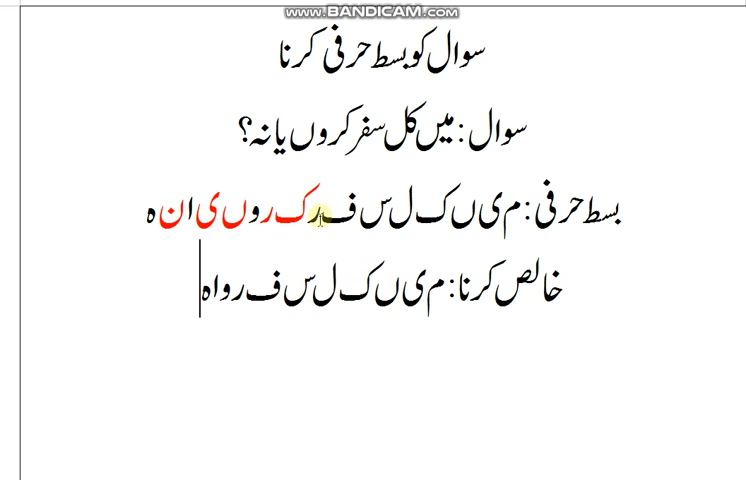 www.BANDICAM.com
سوال کو بسط حرفی کرنا
سوال : میں کل سفر کروں یا نہ ؟
بسط حرفی : م ی ں ک ل س ف ر ک ر و ں ی ا ن ہ
خالص کرنا : م ی ں ک ل س ف ر و ا ہ